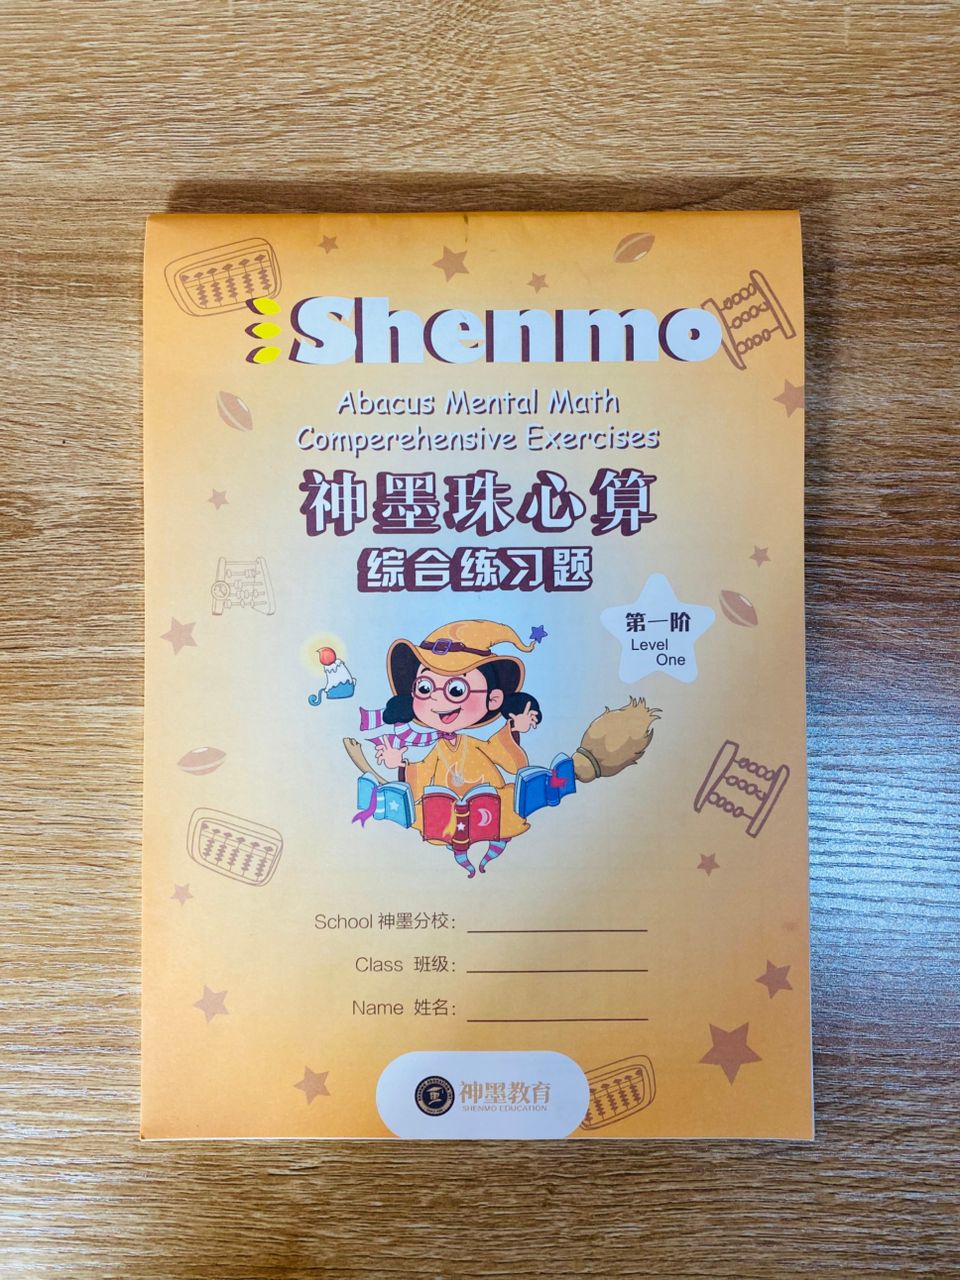 Shenmo
Abacus Mental Math
Comperehensive Exercises
神墨珠心算
综合练习题
第一阶
Level
One
School 神墨分校：
Class 班级：
Name 姓名：
神墨教育
SHENMO EDUCATION